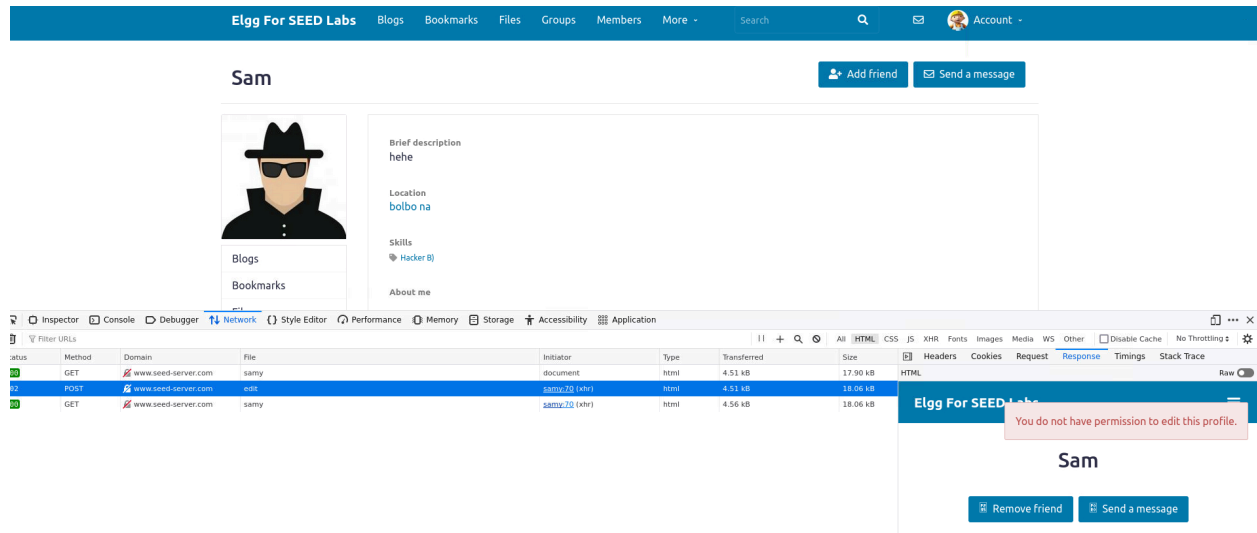 Elgg For SEED Labs Blogs Bookmarks Files Groups Members More Search Account
Sam
Add friend Send a message
Brief description
hehe
Location
bolbo na
Skills
Hacker B)
About me
Blogs
Bookmarks
Inspector Console Debugger Network Style Editor Performance Memory Storage Accessibility Application
Filter URLs
All HTML CSS JS XHR Fonts Images Media WS Other Disable Cache No Throttling
tatus Method Domain File Initiator Type Transferred Size
GET www.seed-server.com samy document html 4.51 kB 17.90 kB
02 POST www.seed-server.com edit samy:70 (xhr) html 4.51 kB 18.06 kB
GET www.seed-server.com samy samy:70 (xhr) html 4.56 kB 18.06 kB
Headers Cookies Request Response Timings Stack Trace
HTML Raw
Elgg For SEED Labs
You do not have permission to edit this profile.
Sam
Remove friend Send a message